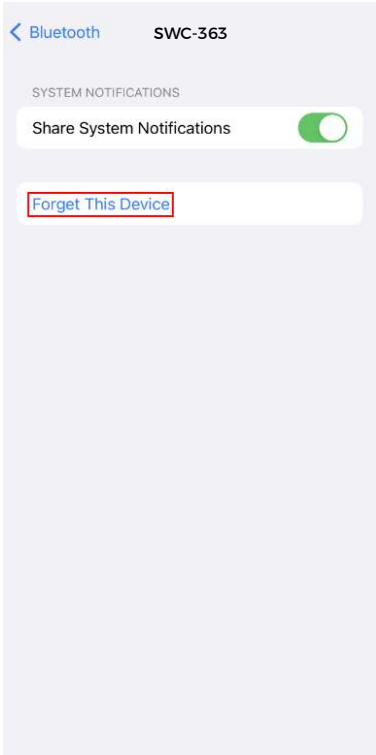 Bluetooth SWC-363
SYSTEM NOTIFICATIONS
Share System Notifications
Forget This Device